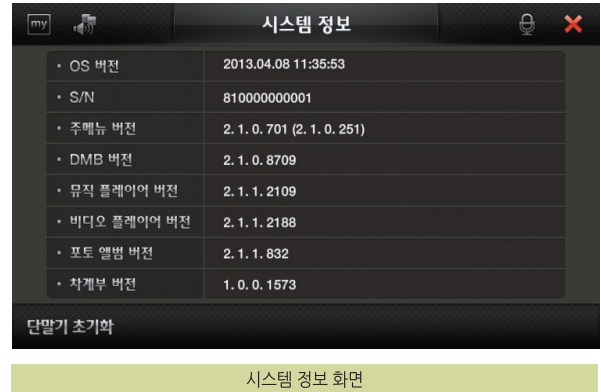 my
시스템 정보
• OS 버전 2013.04.08 11:35:53
• S/N 810000000001
• 주메뉴 버전 2. 1. 0. 701 (2. 1. 0. 251)
• DMB 버전 2. 1. 0. 8709
• 뮤직 플레이어 버전 2. 1. 1. 2109
• 비디오 플레이어 버전 2. 1. 1. 2188
• 포토 앨범 버전 2. 1. 1. 832
• 차계부 버전 1. 0. 0. 1573
단말기 초기화
시스템 정보 화면